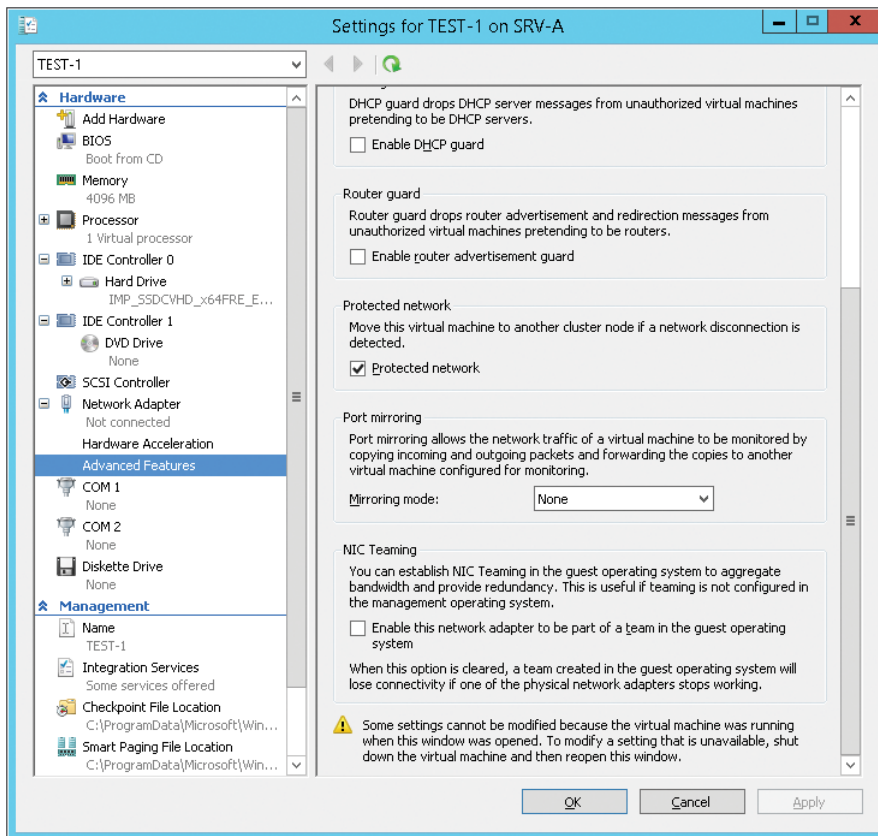 Settings for TEST-1 on SRV-A
TEST-1
Hardware
Add Hardware
BIOS
Boot from CD
Memory
4096 MB
Processor
1 Virtual processor
IDE Controller 0
Hard Drive
IMP_SSDCVHD_x64FRE_E...
IDE Controller 1
DVD Drive
None
SCSI Controller
Network Adapter
Not connected
Hardware Acceleration
Advanced Features
COM 1
None
COM 2
None
Diskette Drive
None
Management
Name
TEST-1
Integration Services
Some services offered
Checkpoint File Location
C:\ProgramData\Microsoft\Win...
Smart Paging File Location
C:\ProgramData\Microsoft\Win...
DHCP guard drops DHCP server messages from unauthorized virtual machines
pretending to be DHCP servers.
Enable DHCP guard
Router guard
Router guard drops router advertisement and redirection messages from
unauthorized virtual machines pretending to be routers.
Enable router advertisement guard
Protected network
Move this virtual machine to another cluster node if a network disconnection is
detected.
Protected network
Port mirroring
Port mirroring allows the network traffic of a virtual machine to be monitored by
copying incoming and outgoing packets and forwarding the copies to another
virtual machine configured for monitoring.
Mirroring mode: None
NIC Teaming
You can establish NIC Teaming in the guest operating system to aggregate
bandwidth and provide redundancy. This is useful if teaming is not configured in
the management operating system.
Enable this network adapter to be part of a team in the guest operating
system
When this option is cleared, a team created in the guest operating system will
lose connectivity if one of the physical network adapters stops working.
Some settings cannot be modified because the virtual machine was running
when this window was opened. To modify a setting that is unavailable, shut
down the virtual machine and then reopen this window.
OK Cancel Apply